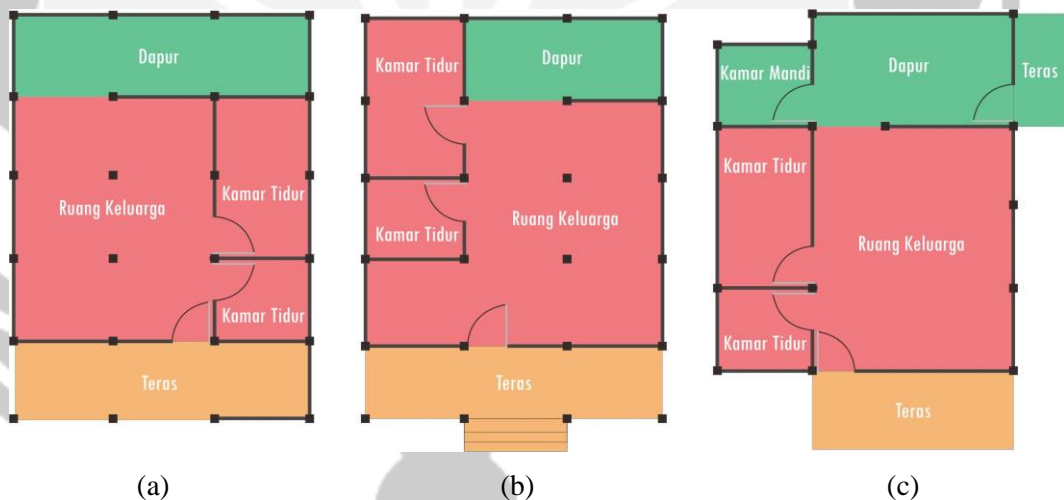 Dapur
Kamar Tidur
Ruang Keluarga
Kamar Tidur
Teras
(a)
Kamar Tidur
Dapur
Kamar Tidur
Ruang Keluarga
Teras
(b)
Kamar Mandi
Dapur
Teras
Kamar Tidur
Ruang Keluarga
Kamar Tidur
Teras
(c)